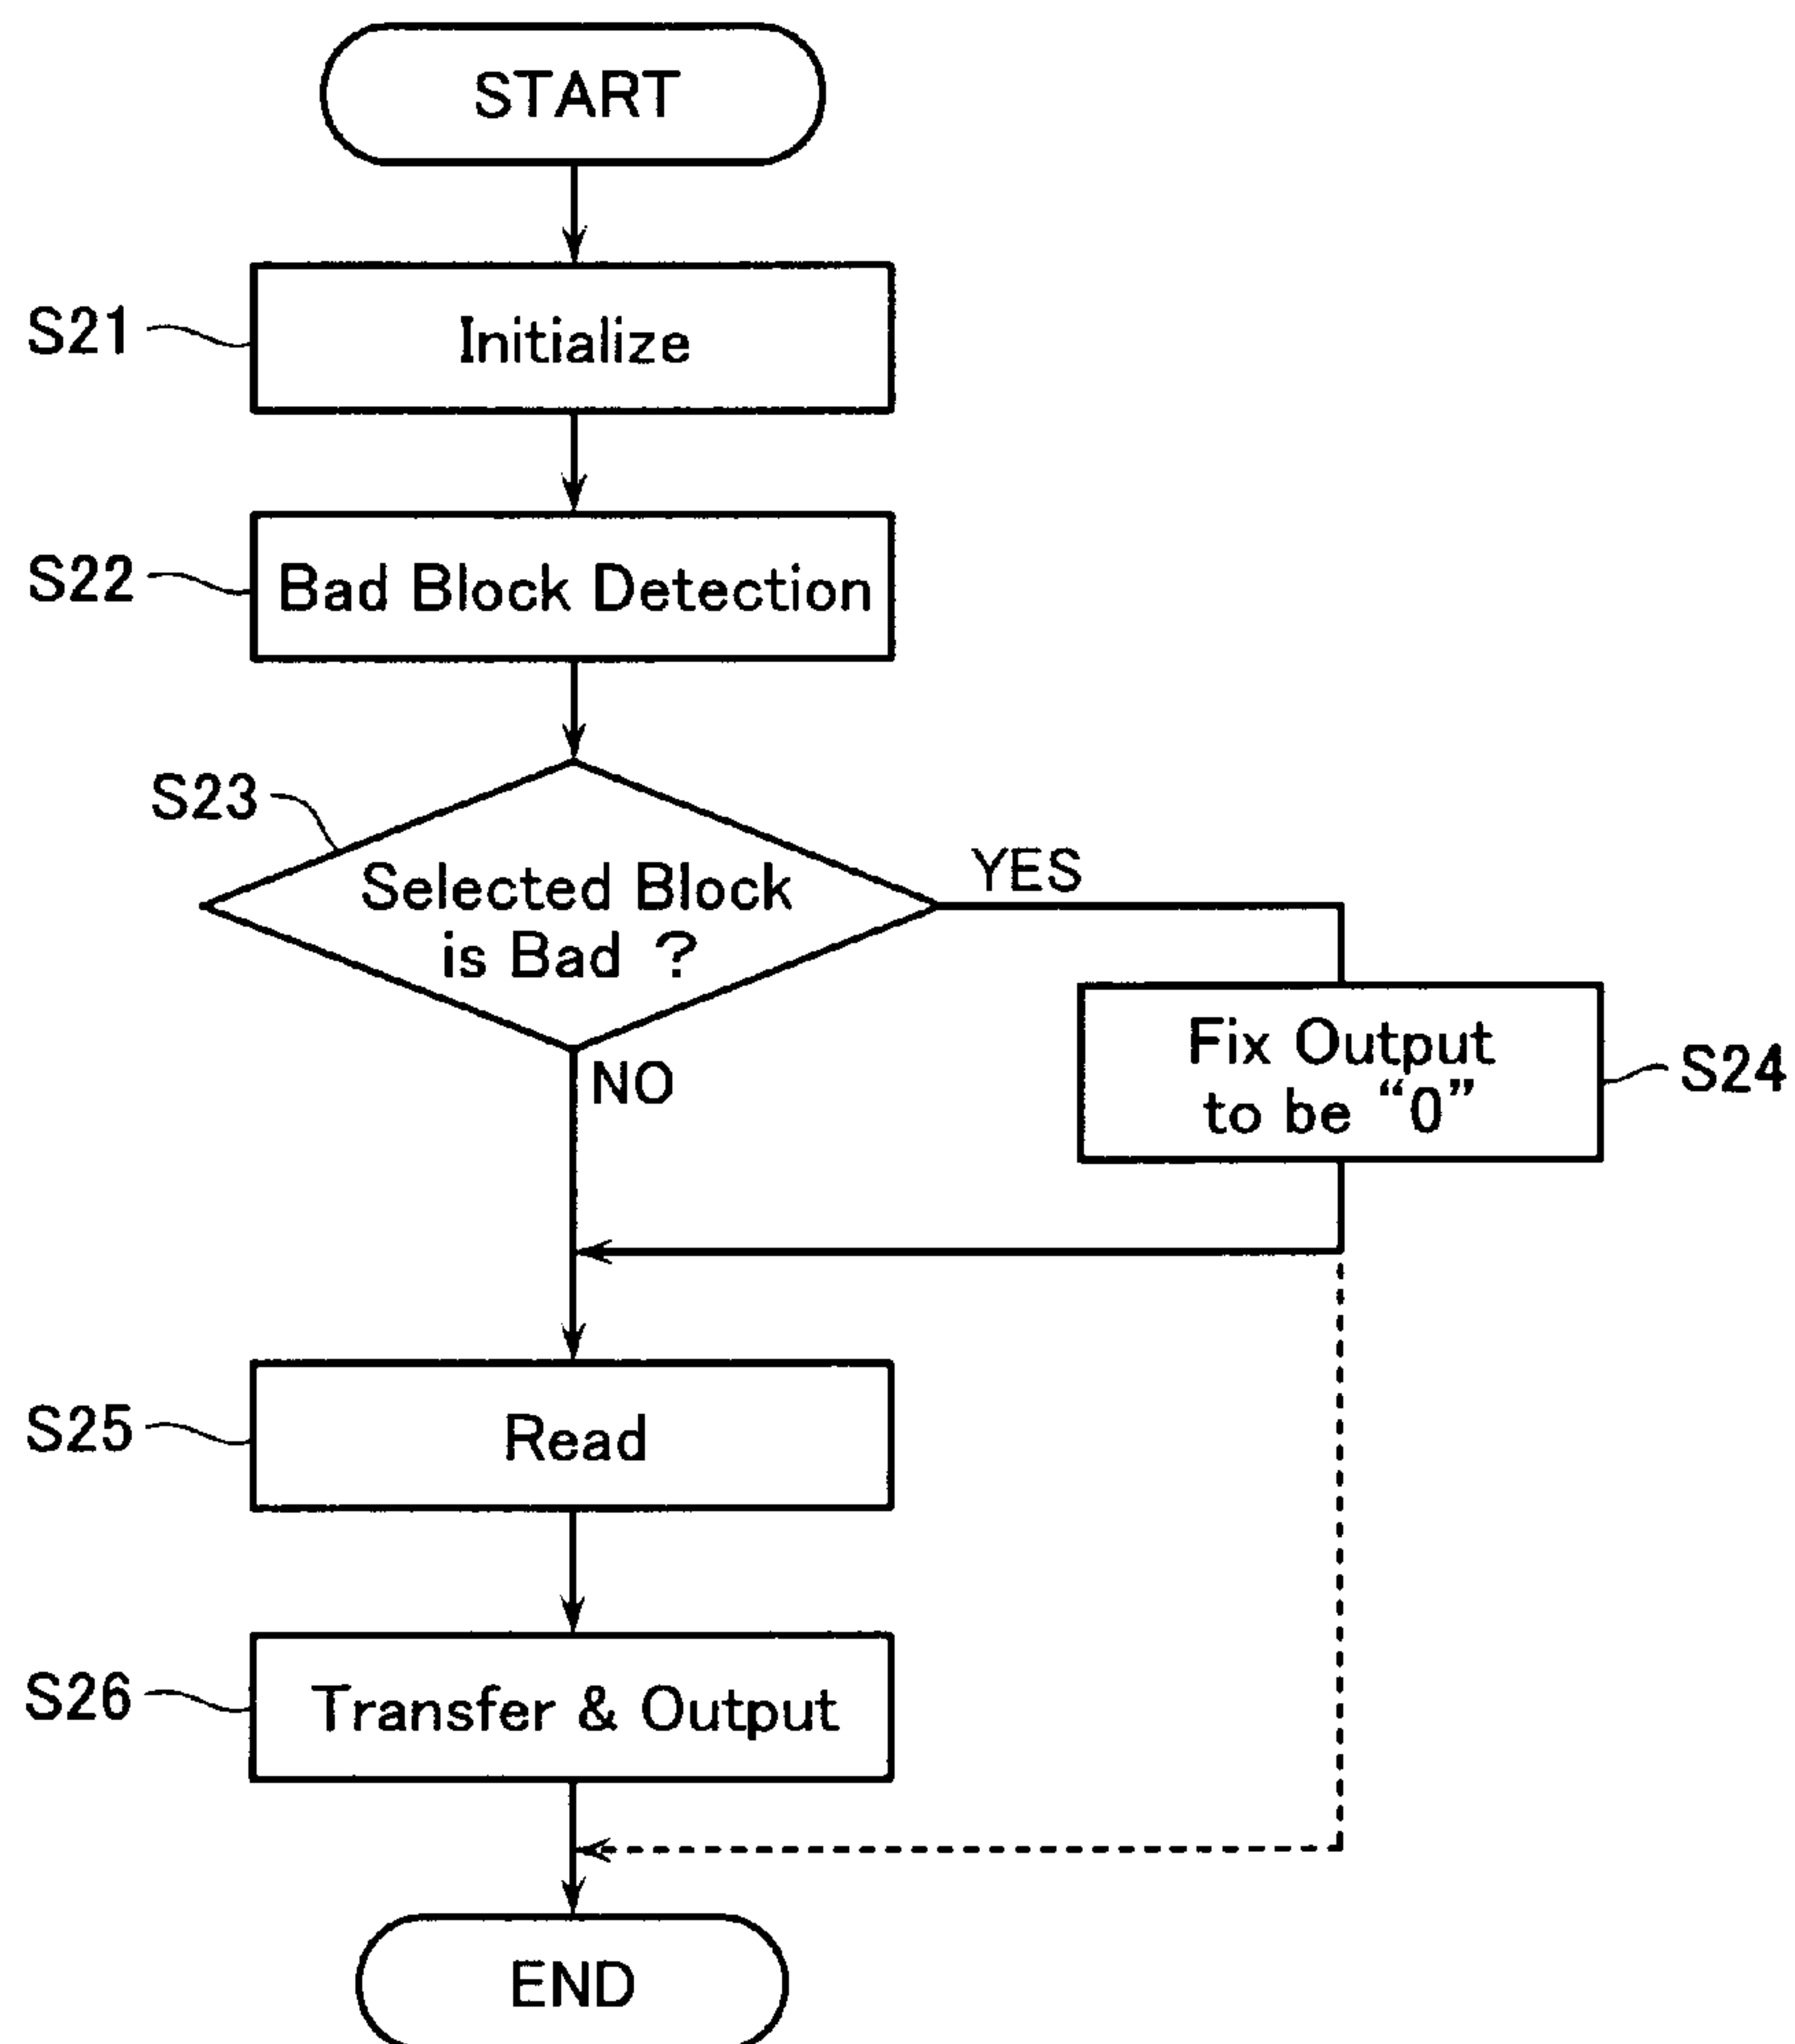 START
S21
Initialize
S22
Bad Block Detection
S23
Selected Block
is Bad ?
YES
NO
Fix Output
to be “0”
S24
S25
Read
S26
Transfer & Output
END